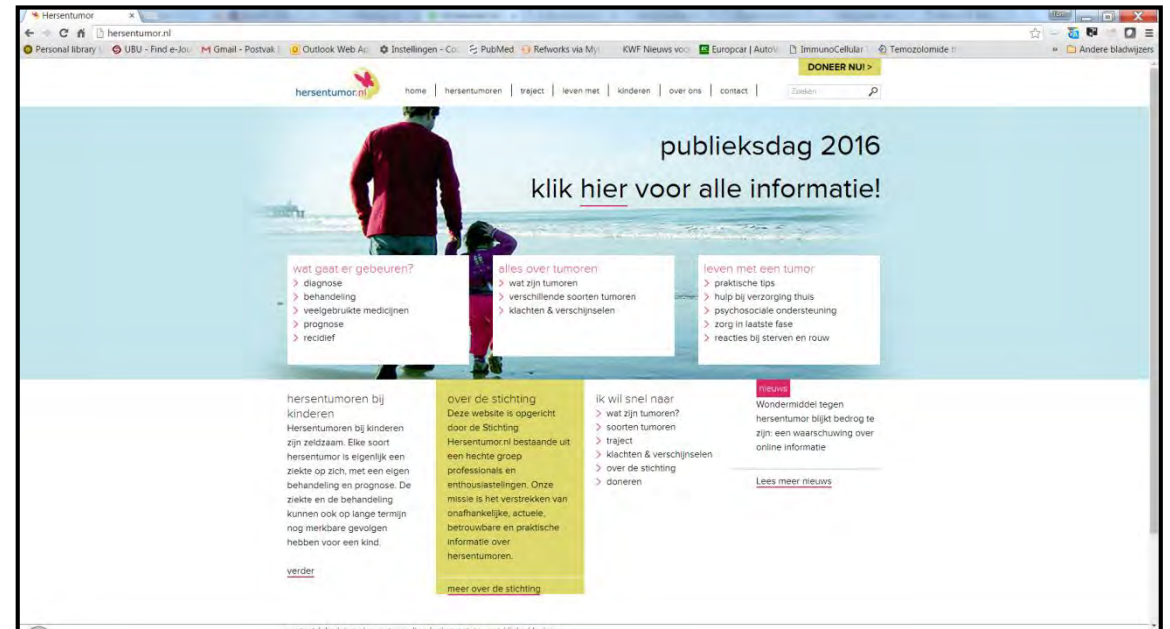 Hersentumor
hersentumor.nl
Personal library
UBU - Find e-Jou
Gmail - Postvak
Outlook Web Ap
Instellingen - Co
PubMed
Refworks via My
KWF Nieuws voo
Europcar | Auto
ImmunoCellular
Temozolomide
Andere bladwijzers
DONEER NU! >
hersentumor.nl
home | hersentumoren | traject | leven met | kinderen | over ons | contact |
Zoeken
publieksdag 2016
klik hier voor alle informatie!
wat gaat er gebeuren?
> diagnose
> behandeling
> veelgebruikte medicijnen
> prognose
> recidief
alles over tumoren
> wat zijn tumoren
> verschillende soorten tumoren
> klachten & verschijnselen
leven met een tumor
> praktische tips
> hulp bij verzorging thuis
> psychosociale ondersteuning
> zorg in laatste fase
> reacties bij sterven en rouw
hersentumoren bij
kinderen
Hersentumoren bij kinderen
zijn zeldzaam. Elke soort
hersentumor is eigenlijk een
ziekte op zich, met een eigen
behandeling en prognose. De
ziekte en de behandeling
kunnen ook op lange termijn
nog merkbare gevolgen
hebben voor een kind.
verder
over de stichting
Deze website is opgericht
door de Stichting
Hersentumor.nl bestaande uit
een hechte groep
professionals en
enthousiastelingen. Onze
missie is het verstrekken van
onafhankelijke, actuele,
betrouwbare en praktische
informatie over
hersentumoren.
meer over de stichting
ik wil snel naar
> wat zijn tumoren?
> soorten tumoren
> traject
> klachten & verschijnselen
> over de stichting
> doneren
nieuws
Wondermiddel tegen
hersentumor blijkt bedrog te
zijn: een waarschuwing over
online informatie
Lees meer nieuws